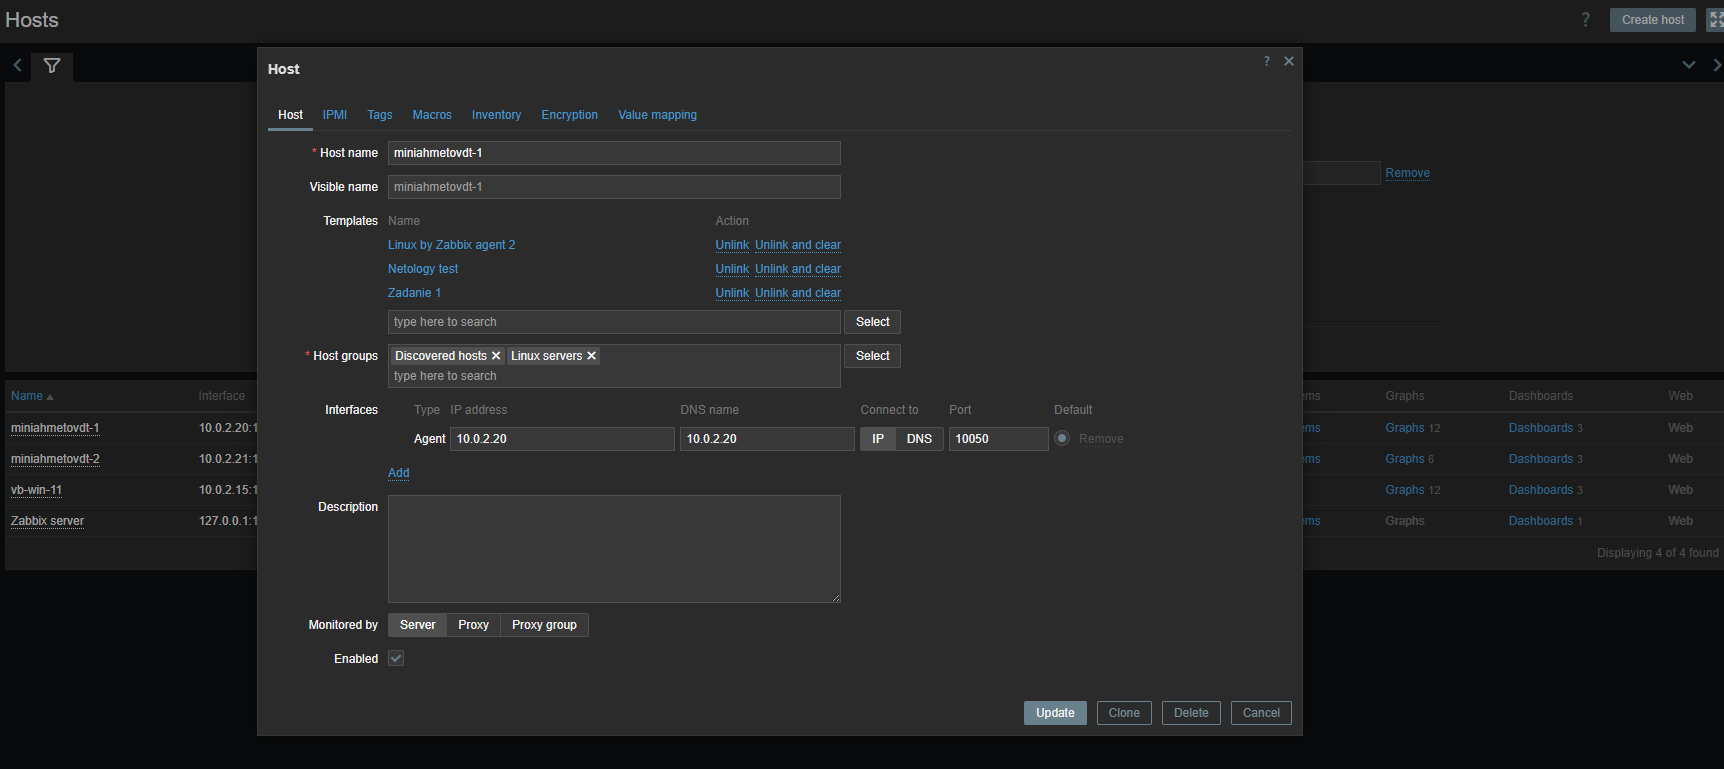 Hosts
? Create host
Host
?
Host IPMI Tags Macros Inventory Encryption Value mapping
* Host name miniahmetovdt-1
Visible name miniahmetovdt-1
Remove
Templates Name Action
Linux by Zabbix agent 2 Unlink Unlink and clear
Netology test Unlink Unlink and clear
Zadanie 1 Unlink Unlink and clear
type here to search Select
* Host groups Discovered hosts Linux servers Select
type here to search
Interfaces Type IP address DNS name Connect to Port Default
Agent 10.0.2.20 10.0.2.20 IP DNS 10050 Remove
Add
Description
Monitored by Server Proxy Proxy group
Enabled
Update Clone Delete Cancel
Name Interface ms Graphs Dashboards Web
miniahmetovdt-1 10.0.2.20:1 ms Graphs 12 Dashboards 3 Web
miniahmetovdt-2 10.0.2.21:1 ms Graphs 6 Dashboards 3 Web
vb-win-11 10.0.2.15:1 Graphs 12 Dashboards 3 Web
Zabbix server 127.0.0.1:1 ms Graphs Dashboards 1 Web
Displaying 4 of 4 found